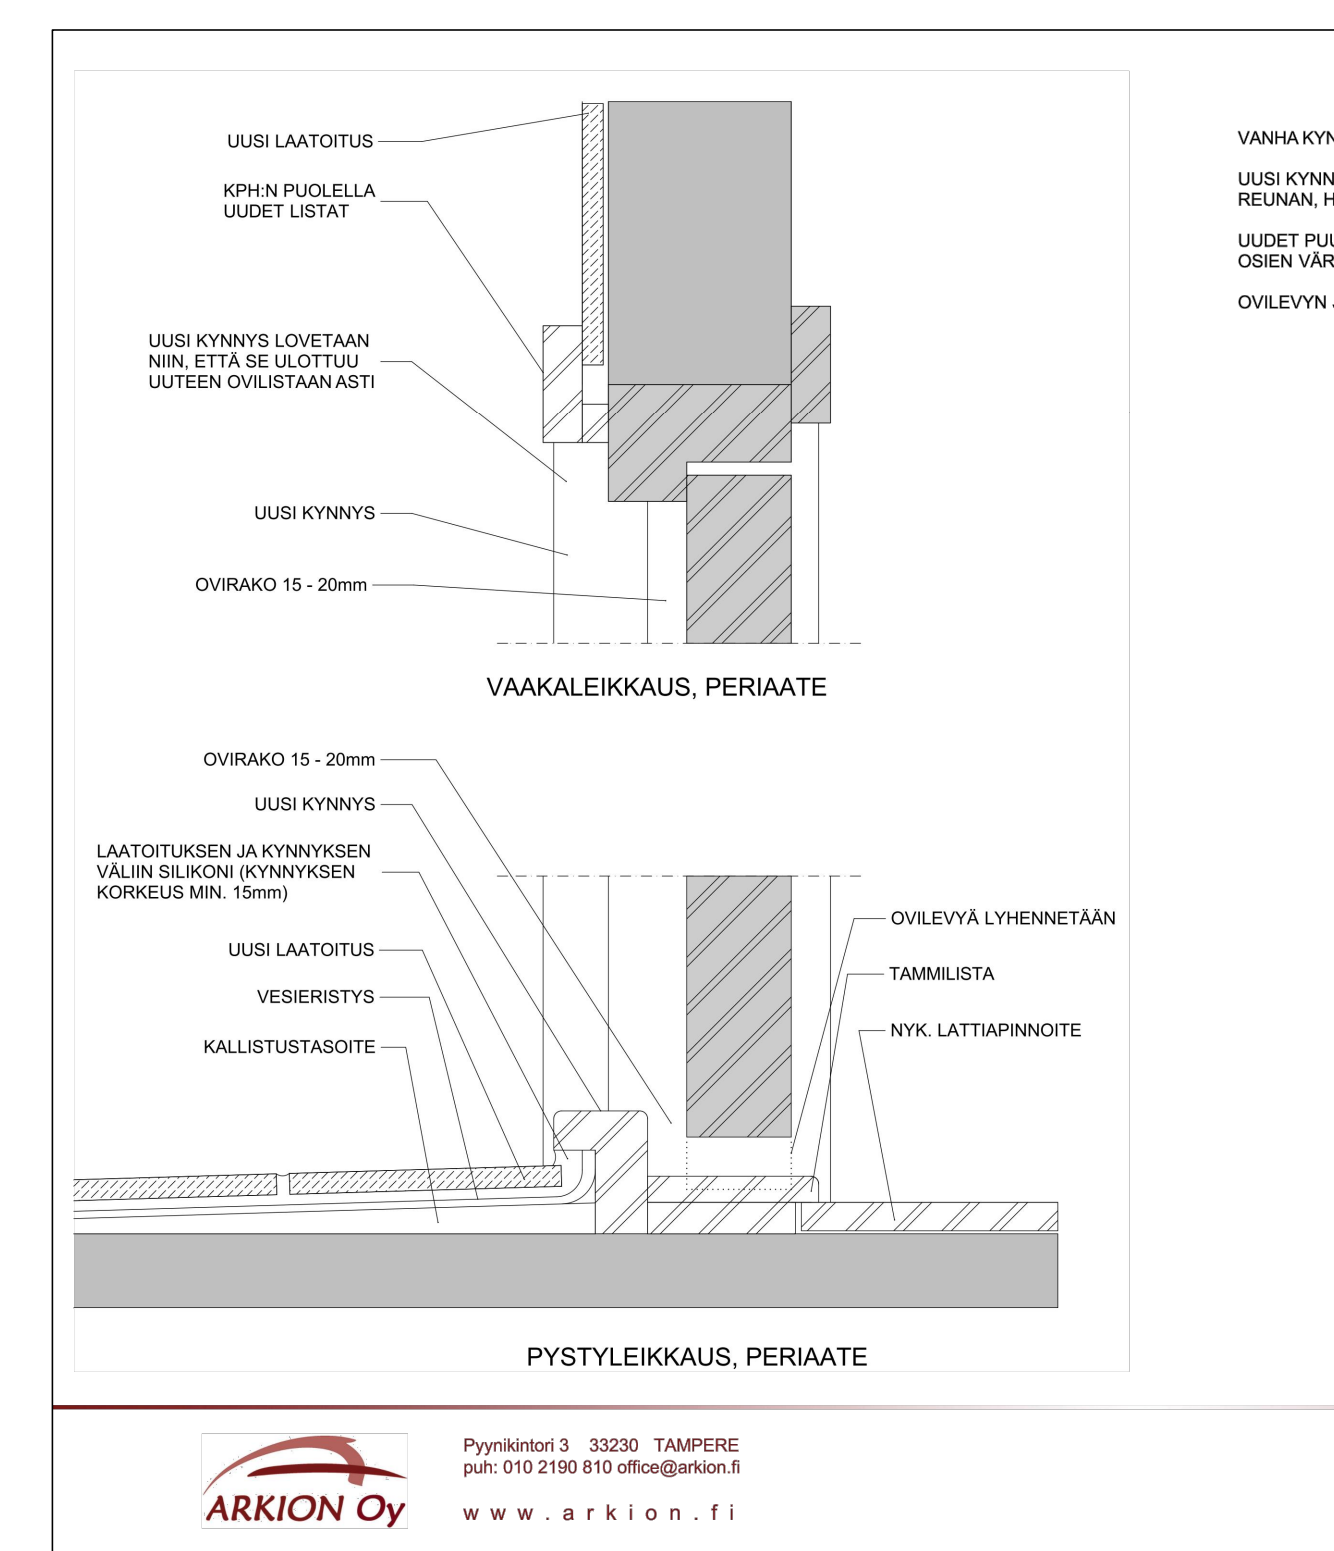 UUSI LAATOITUS
KPH:N PUOLELLA
UUDET LISTAT
UUSI KYNNYS LOVETAAN
NIIN, ETTÄ SE ULOTTUU
UUTEEN OVILISTAAN ASTI
UUSI KYNNYS
OVIRAKO 15 - 20mm
VAAKALEIKKAUS, PERIAATE
OVIRAKO 15 - 20mm
UUSI KYNNYS
LAATOITUKSEN JA KYNNYKSEN
VÄLIIN SILIKONI (KYNNYKSEN
KORKEUS MIN. 15mm)
UUSI LAATOITUS
VESIERISTYS
KALLISTUSTASOITE
OVILEVYÄ LYHENNETÄÄN
TAMMILISTA
NYK. LATTIAPINNOITE
PYSTYLEIKKAUS, PERIAATE
VANHA KYN
UUSI KYNN
REUNAN, H
UUDET PUU
OSIEN VÄR
OVILEVYN
ARKION Oy
Pyynikintori 3 33230 TAMPERE
puh: 010 2190 810 office@arkion.fi
www.arkion.fi